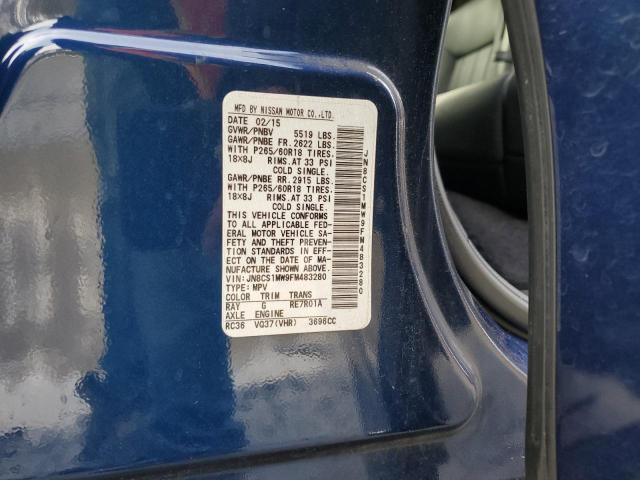 MFD BY NISSAN MOTOR CO.,LTD.
DATE 02/15
GVWR/PNBV 5519 LBS.
GAWR/PNBE FR. 2622 LBS.
WITH P265/60R18 TIRES.
18X8J RIMS.AT 33 PSI
COLD SINGLE.
GAWR/PNBE RR. 2915 LBS.
WITH P265/60R18 TIRES.
18X8J RIMS.AT 33 PSI
COLD SINGLE.
THIS VEHICLE CONFORMS
TO ALL APPLICABLE FED-
ERAL MOTOR VEHICLE SA-
FETY AND THEFT PREVEN-
TION STANDARDS IN EFF-
ECT ON THE DATE OF MA-
NUFACTURE SHOWN ABOVE.
VIN:JN8CS1MW9FM483280
TYPE:MPV
COLOR TRIM TRANS
RAY G RE7R01A
AXLE ENGINE
RC36 VQ37(VHR) 3696CC
JN8CS1MW9FM483280